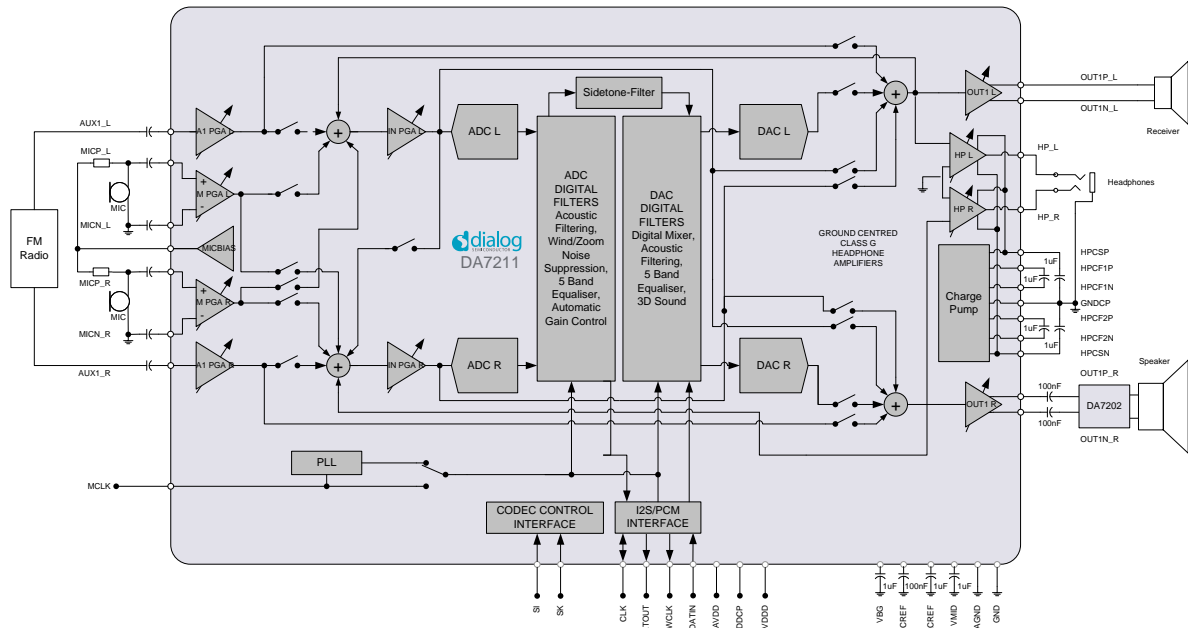 AUX1_L
MICP_L
MIC
MICN_L
FM
Radio
MICP_R
MIC
MICN_R
AUX1_R
MCLK
A1 PGA L
M PGA L
+
-
MICBIAS
M PGA R
+
-
A1 PGA R
+
+
IN PGA L
IN PGA R
ADC L
ADC R
dialog
SEMICONDUCTOR
DA7211
Sidetone-Filter
ADC
DIGITAL
FILTERS
Acoustic
Filtering,
Wind/Zoom
Noise
Suppression,
5 Band
Equaliser,
Automatic
Gain Control
DAC
DIGITAL
FILTERS
Digital Mixer,
Acoustic
Filtering,
5 Band
Equaliser,
3D Sound
DAC L
DAC R
+
+
GROUND CENTRED
CLASS G
HEADPHONE
AMPLIFIERS
OUT1 L
HP L
HP R
Charge
Pump
OUT1 R
OUT1P_L
OUT1N_L
Receiver
HP_L
Headphones
HP_R
HPCSP
1uF
HPCF1P
1uF
HPCF1N
GNDCP
HPCF2P
1uF
HPCF2N
1uF
HPCSN
Speaker
OUT1P_R
100nF
DA7202
100nF
OUT1N_R
PLL
CODEC CONTROL
INTERFACE
I2S/PCM
INTERFACE
SI
SK
CLK
TOUT
WCLK
DATIN
AVDD
DDCP
VDDD
1uF
100nF
1uF
1uF
VBG
CREF
CREF
VMID
AGND
GND